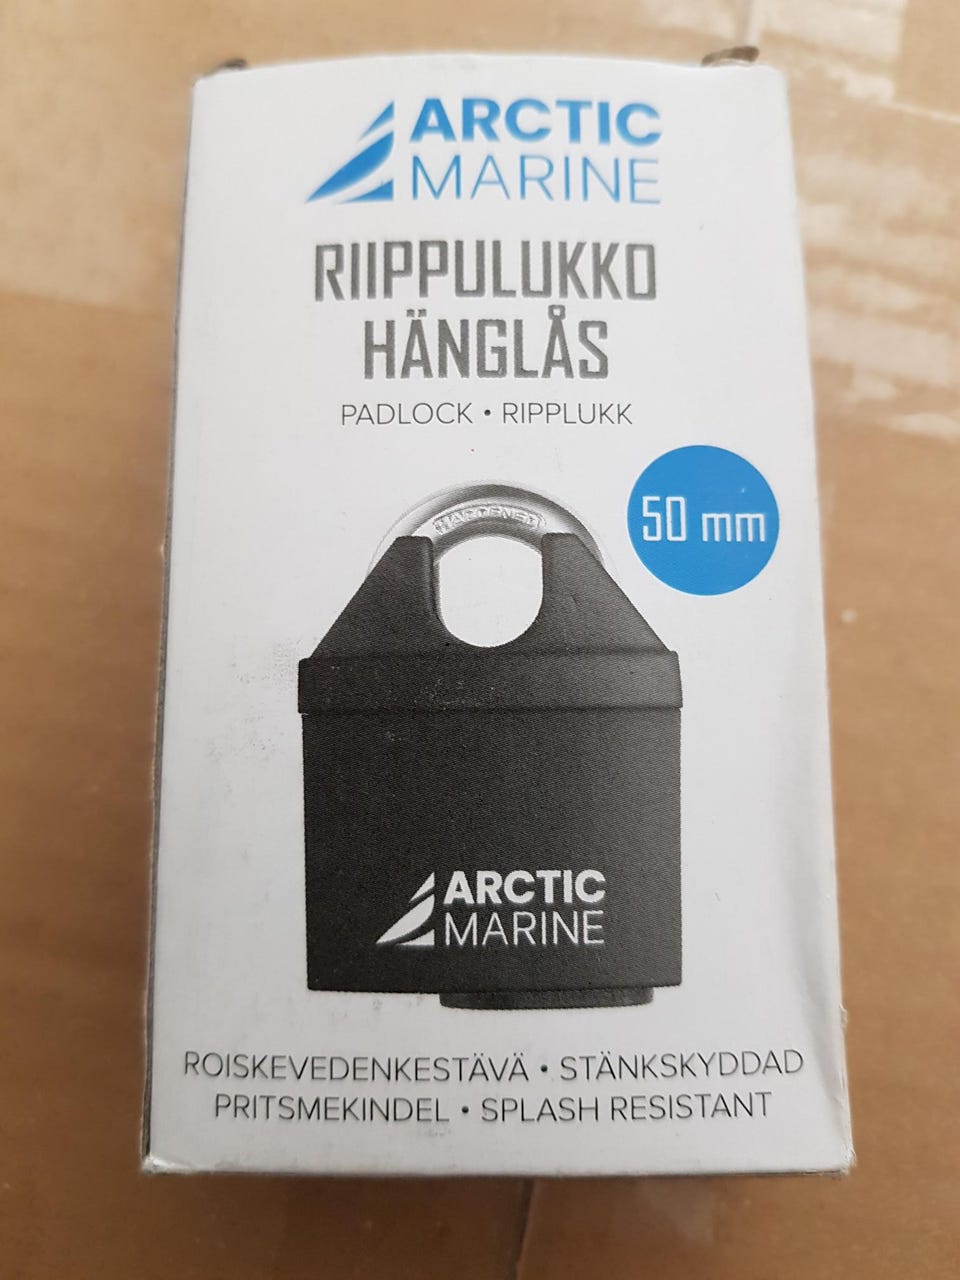 ARCTIC
MARINE
RIIPPULUKKO
HÄNGLÅS
PADLOCK • RIPPLUKK
50 mm
HARDENED
ARCTIC
MARINE
ROISKEVEDENKESTÄVÄ • STÄNKSKYDDAD
PRITSMEKINDEL • SPLASH RESISTANT